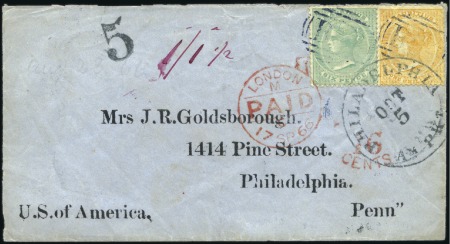 5
1/1½
LONDON
M
PAID
17 SP 66
PHILADELPHIA
OCT
5
CENTS
Mrs J.R.Goldsborough.
1414 Pine Street.
Philadelphia.
U.S.of America, Penn"